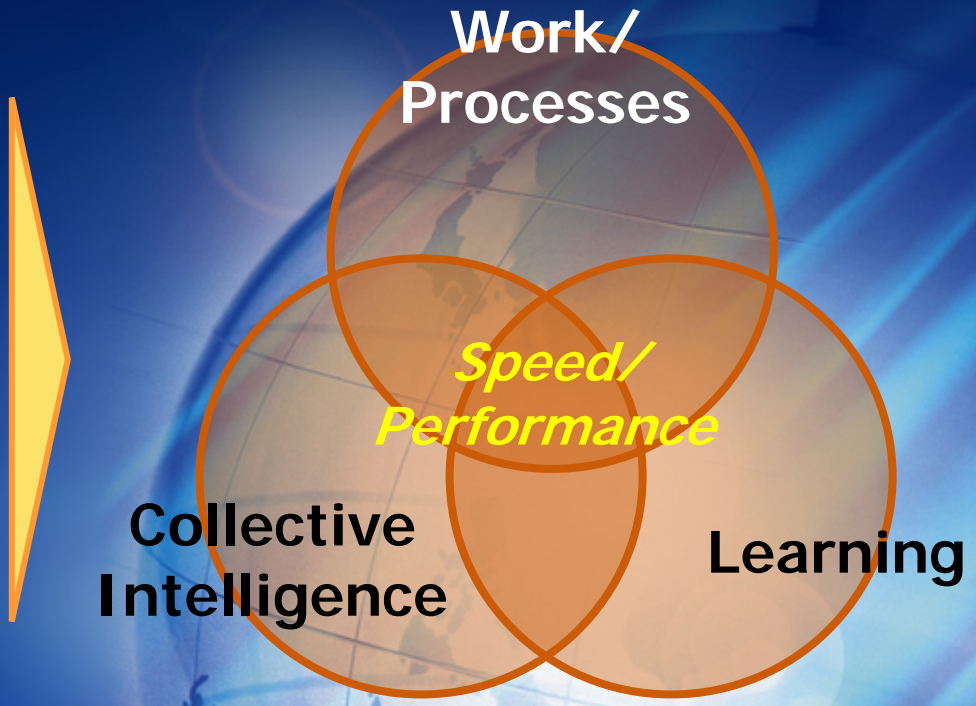 Work/
Processes
Speed/
Performance
Collective
Intelligence
Learning